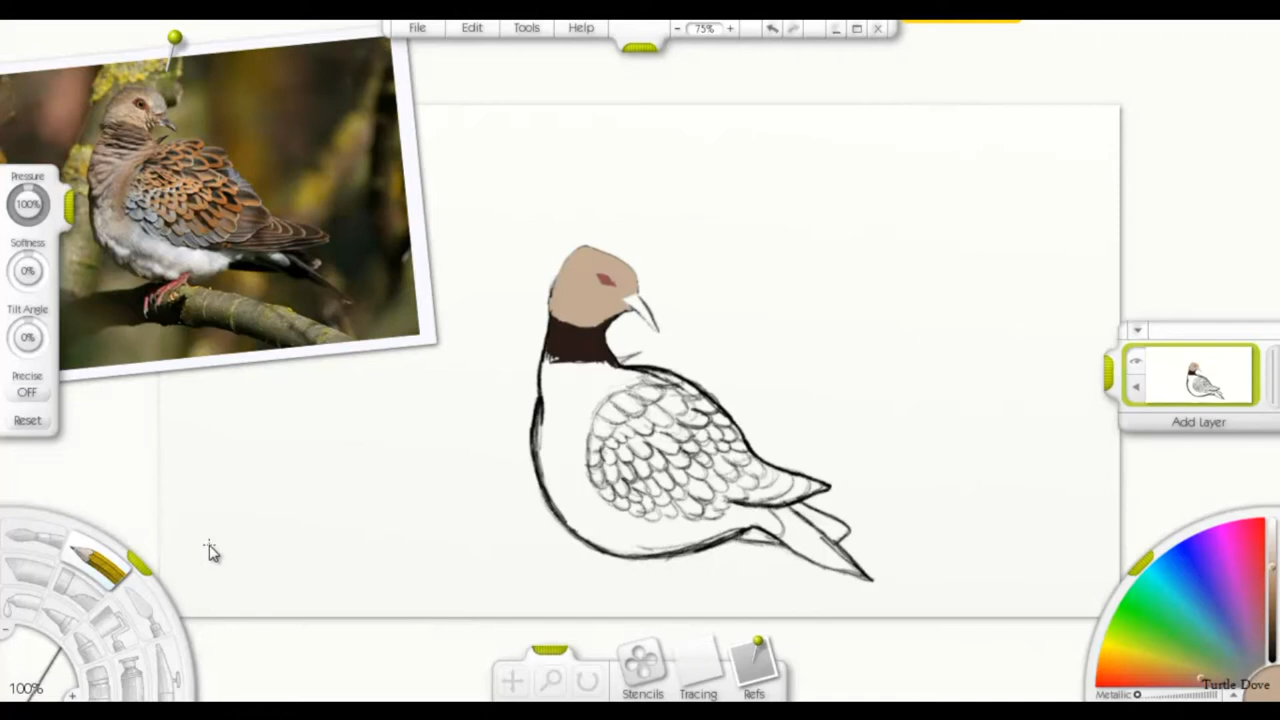 File Edit Tools Help
75%
Pressure
100%
Softness
0%
Tilt Angle
0%
Precise
OFF
Reset
Add Layer
100%
Stencils Tracing Refs
Metallic
Turtle Dove